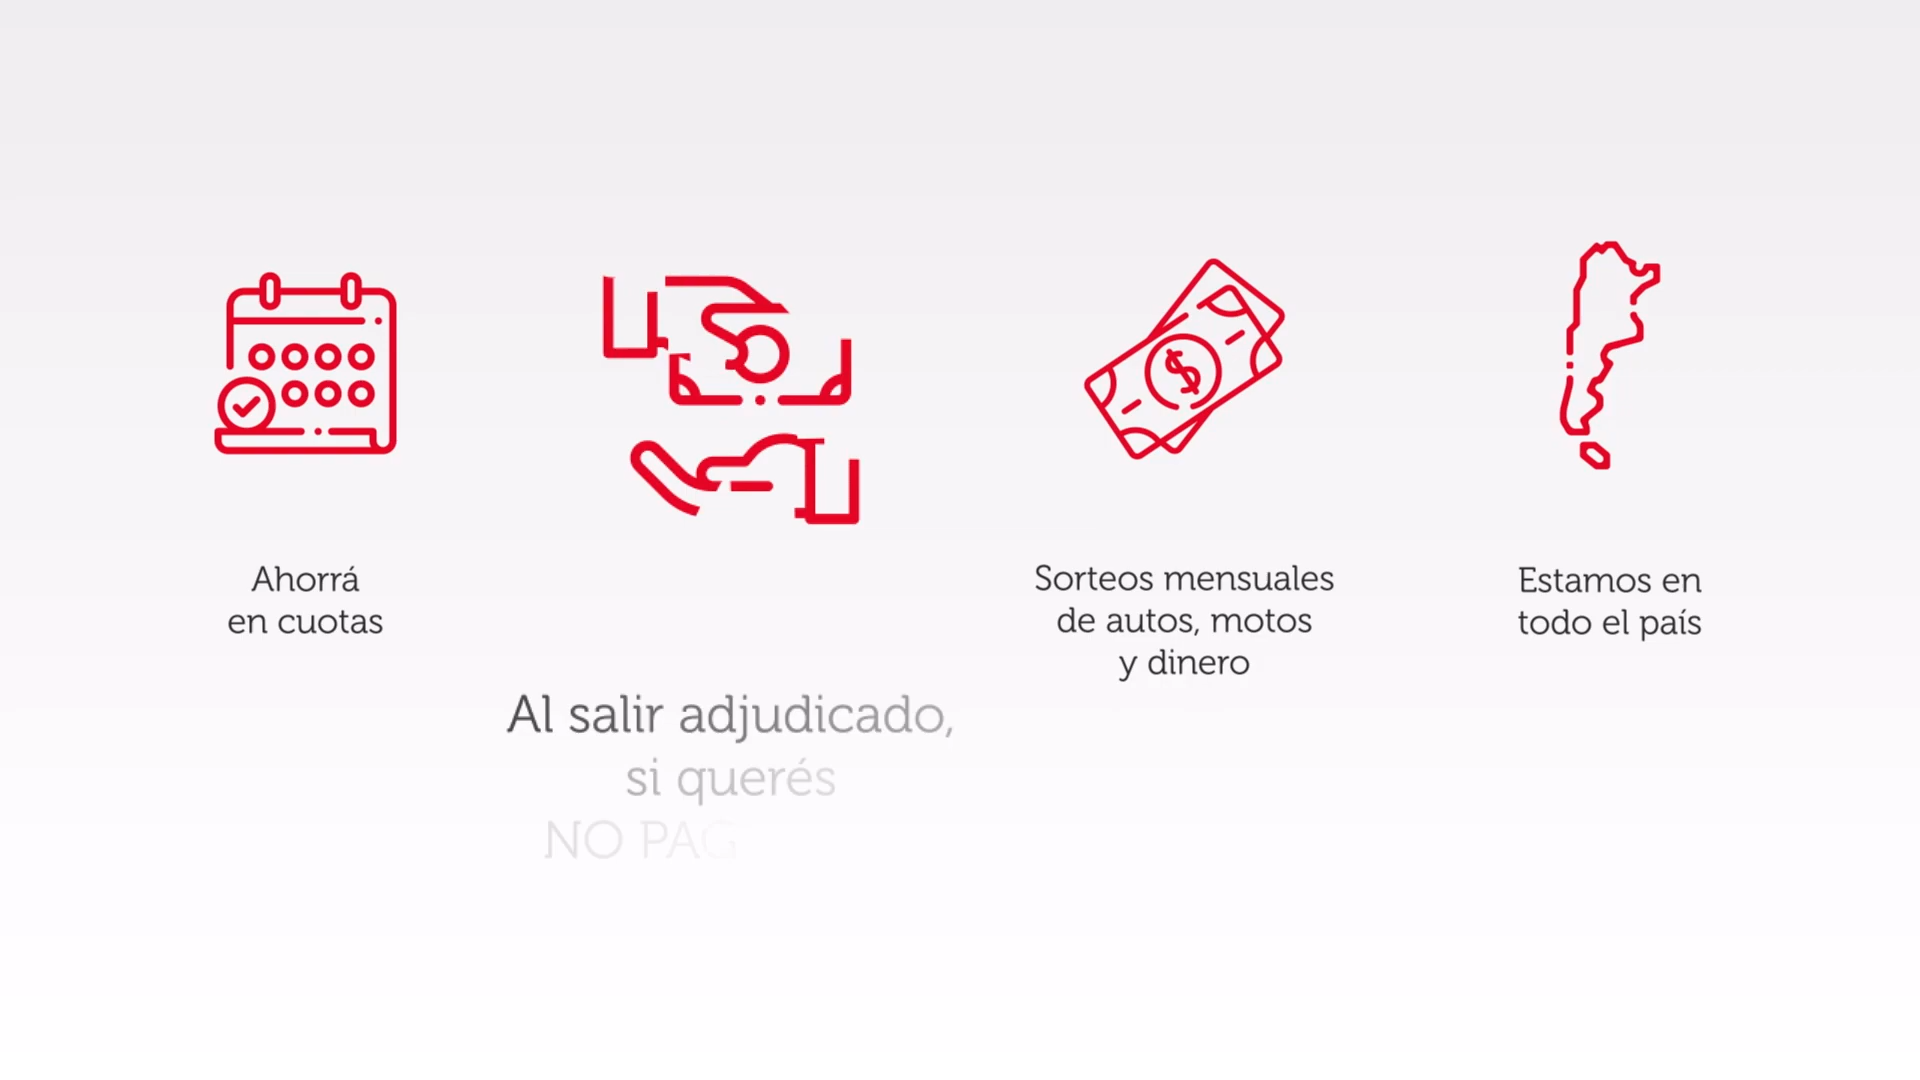 Ahorrá
en cuotas
Al salir adjudicado,
si querés
NO PAG
Sorteos mensuales
de autos, motos
y dinero
Estamos en
todo el país